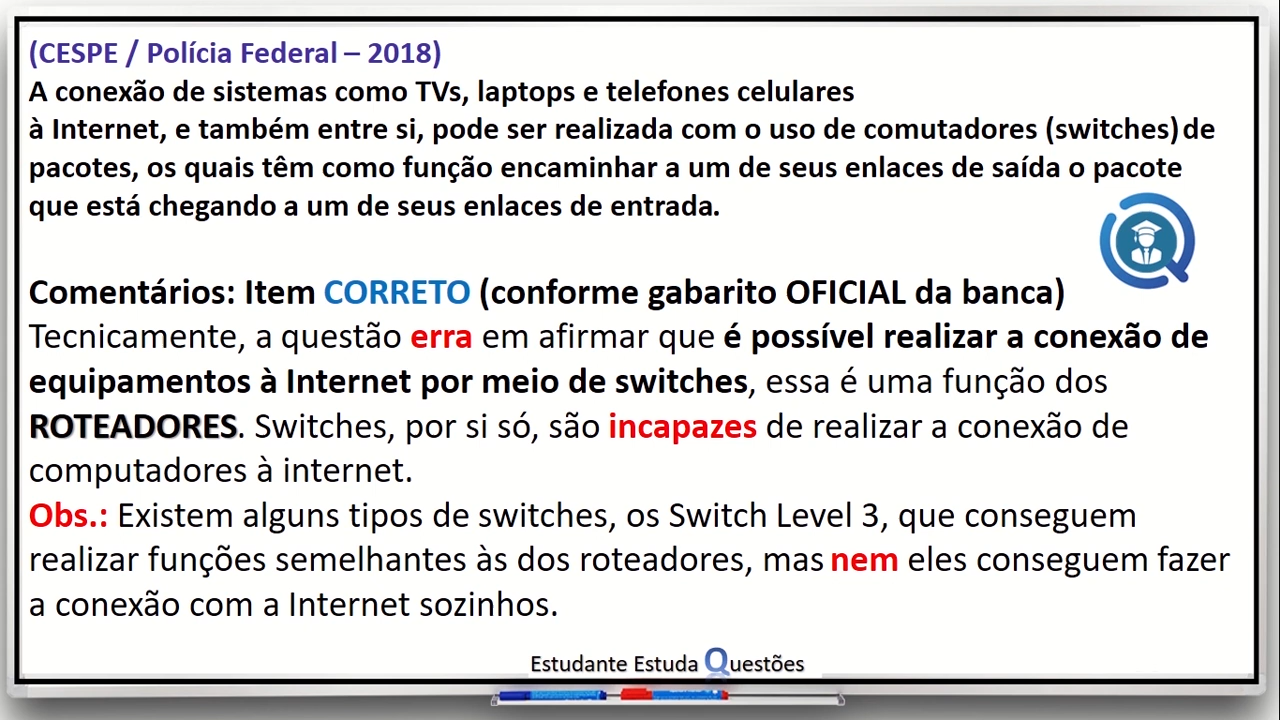 (CESPE / Polícia Federal – 2018)
A conexão de sistemas como TVs, laptops e telefones celulares
à Internet, e também entre si, pode ser realizada com o uso de comutadores (switches) de
pacotes, os quais têm como função encaminhar a um de seus enlaces de saída o pacote
que está chegando a um de seus enlaces de entrada.
Comentários: Item CORRETO (conforme gabarito OFICIAL da banca)
Tecnicamente, a questão erra em afirmar que é possível realizar a conexão de
equipamentos à Internet por meio de switches, essa é uma função dos
ROTEADORES. Switches, por si só, são incapazes de realizar a conexão de
computadores à internet.
Obs.: Existem alguns tipos de switches, os Switch Level 3, que conseguem
realizar funções semelhantes às dos roteadores, mas nem eles conseguem fazer
a conexão com a Internet sozinhos.
Estudante Estuda Questões